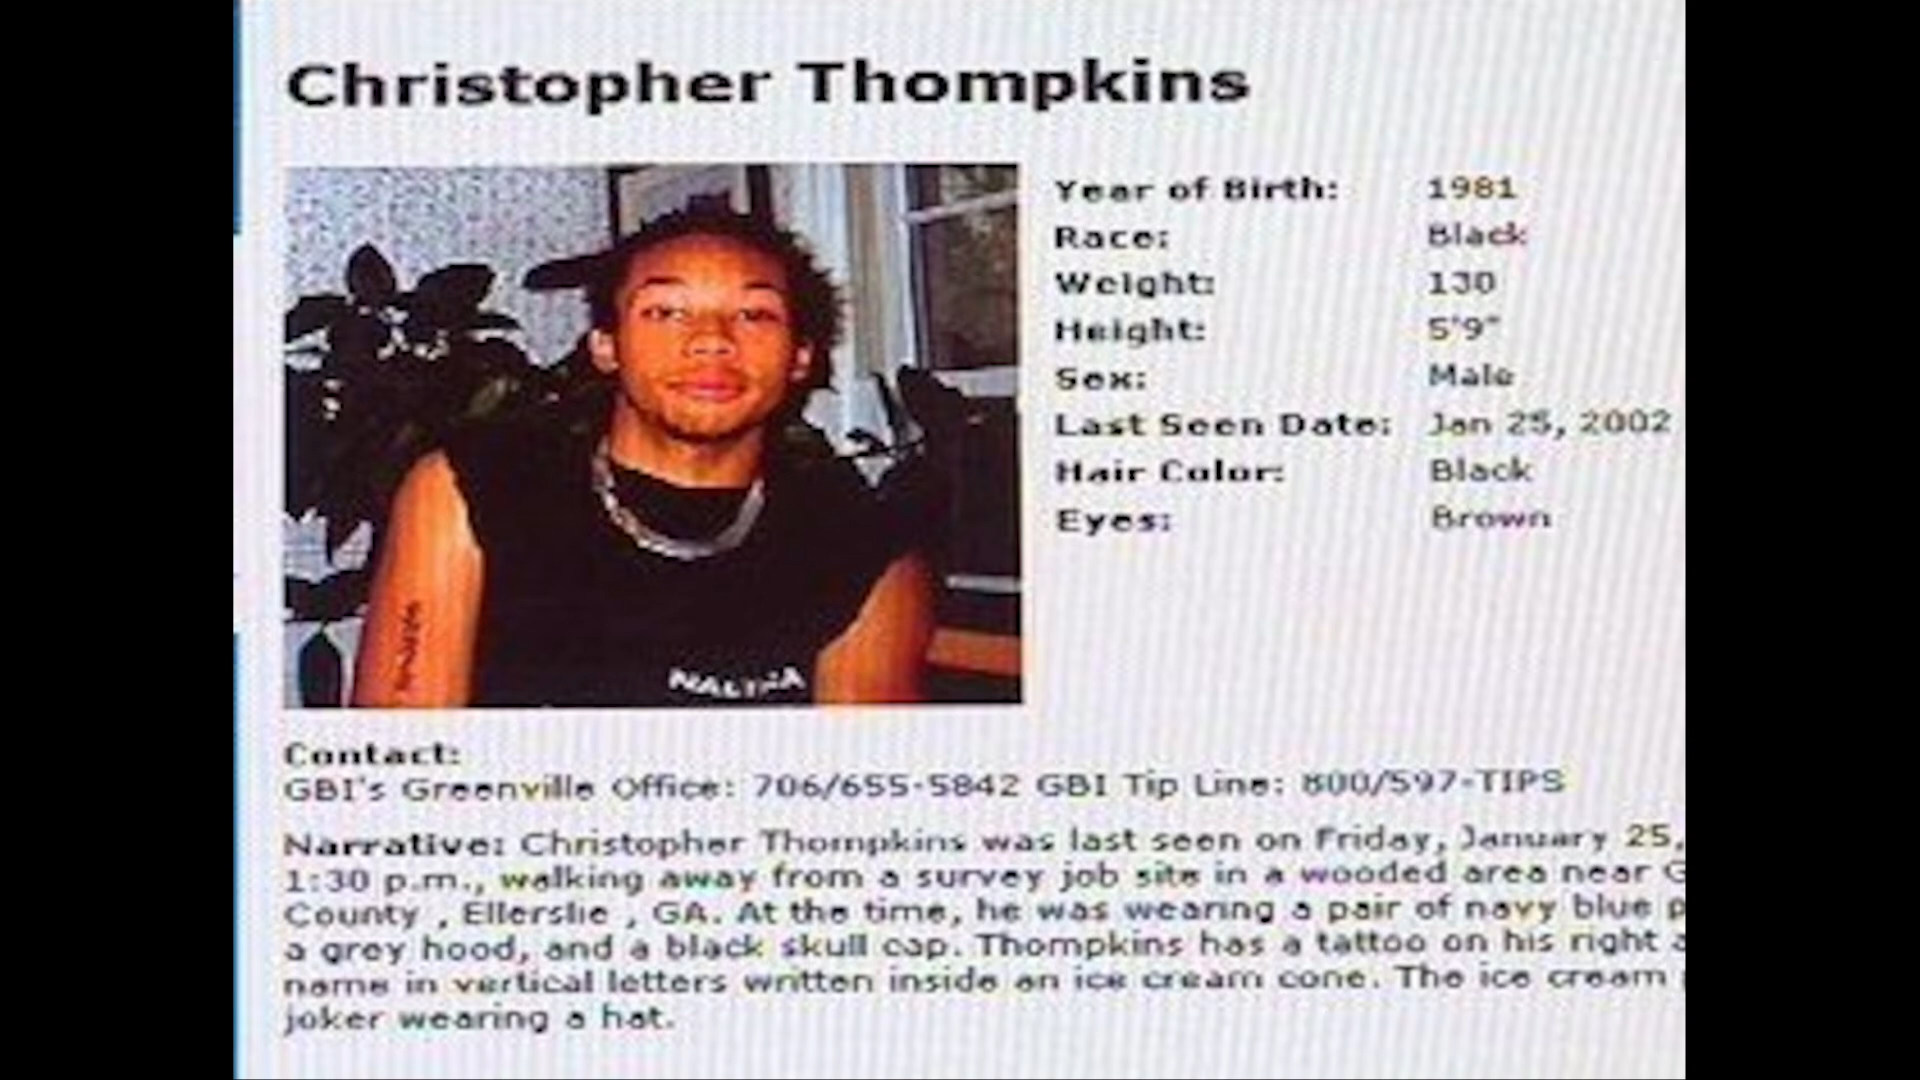 Christopher Thompkins
Year of Birth: 1981
Race: Black
Weight: 130
Height: 5'9"
Sex: Male
Last Seen Date: Jan 25, 2002
Hair Color: Black
Eyes: Brown
Contact:
GBI's Greenville Office: 706/655-5842 GBI Tip Line: 800/597-TIPS
Narrative: Christopher Thompkins was last seen on Friday, January 25,
1:30 p.m., walking away from a survey job site in a wooded area near
County , Ellerslie , GA. At the time, he was wearing a pair of navy blue
a grey hood, and a black skull cap. Thompkins has a tattoo on his right
name in vertical letters written inside an ice cream cone. The ice cream
joker wearing a hat.